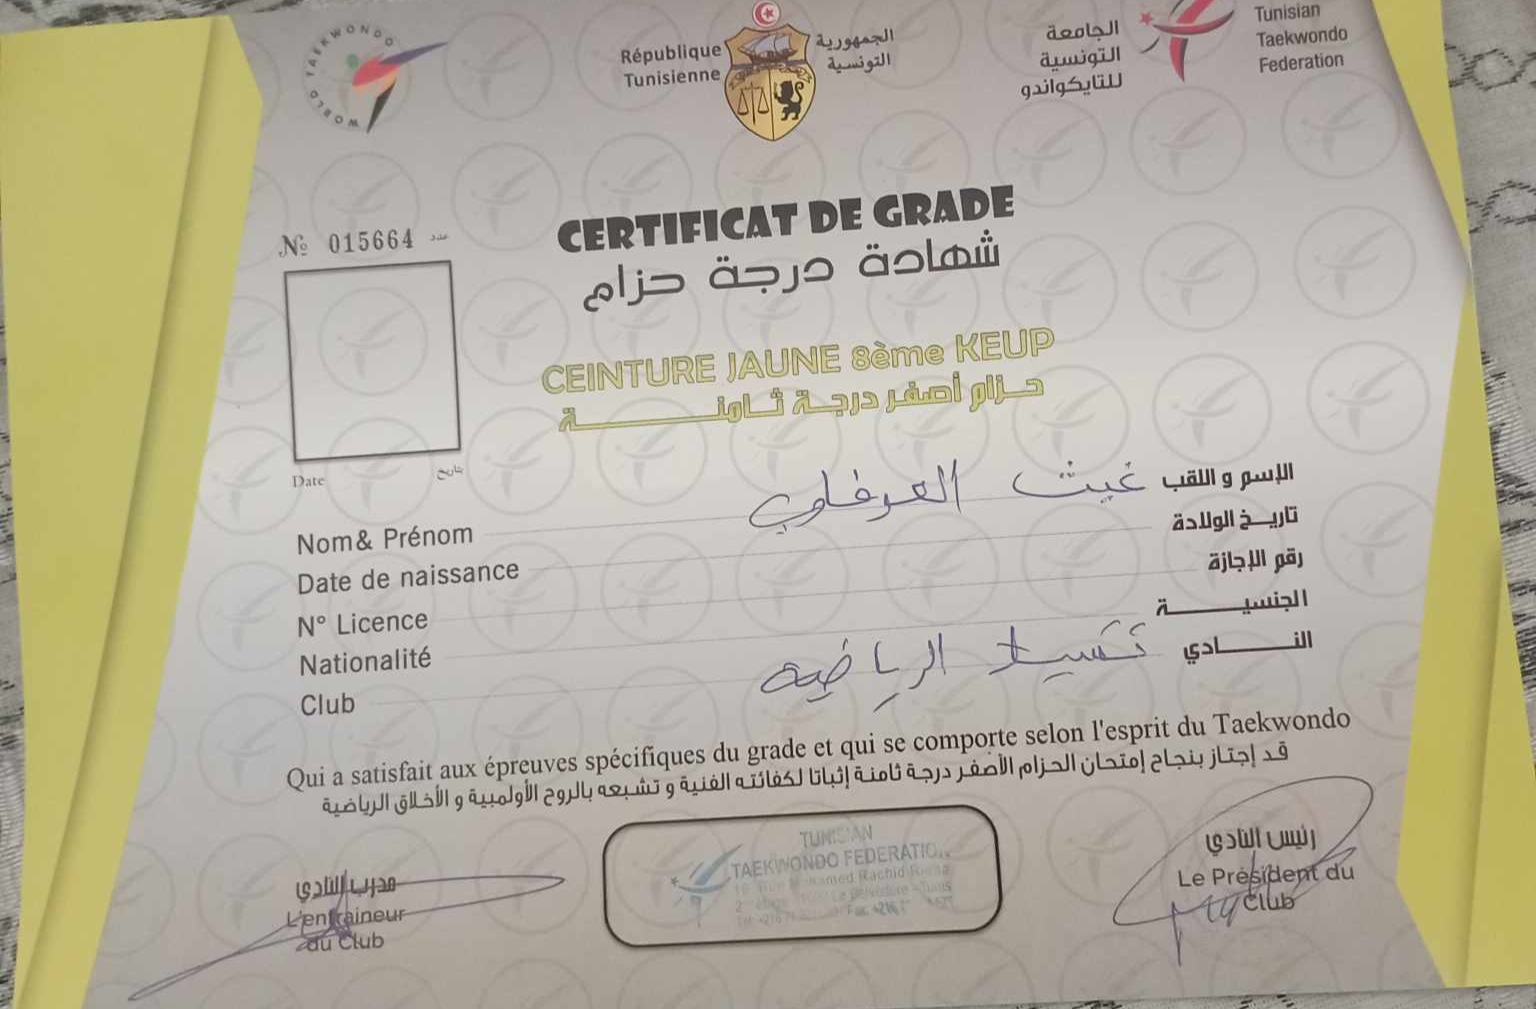 WORLD TAEKWONDO
République
Tunisienne
الجمهورية
التونسية
الجامعة
التونسية
للتايكواندو
Tunisian
Taekwondo
Federation
CERTIFICAT DE GRADE
شهادة درجة حزام
№ 015664 عدد
CEINTURE JAUNE 8ème KEUP
حزام أصفر درجة ثامنة
Date تاريخ
Nom& Prénom غيث العرفاوي الإسم و اللقب
Date de naissance تاريخ الولادة
N° Licence رقم الإجازة
Nationalité الجنسية
Club الرياضية النادي
Qui a satisfait aux épreuves spécifiques du grade et qui se comporte selon l'esprit du Taekwondo
قد إجتاز بنجاح إمتحان الحزام الأصفر درجة ثامنة إثباتا لكفائته الفنية و تشبعه بالروح الأولمبية و الأخلاق الرياضية
مدرب النادي
L'entraineur
du Club
TUNISIAN
TAEKWONDO FEDERATIO
رئيس النادي
Le Président du
Club